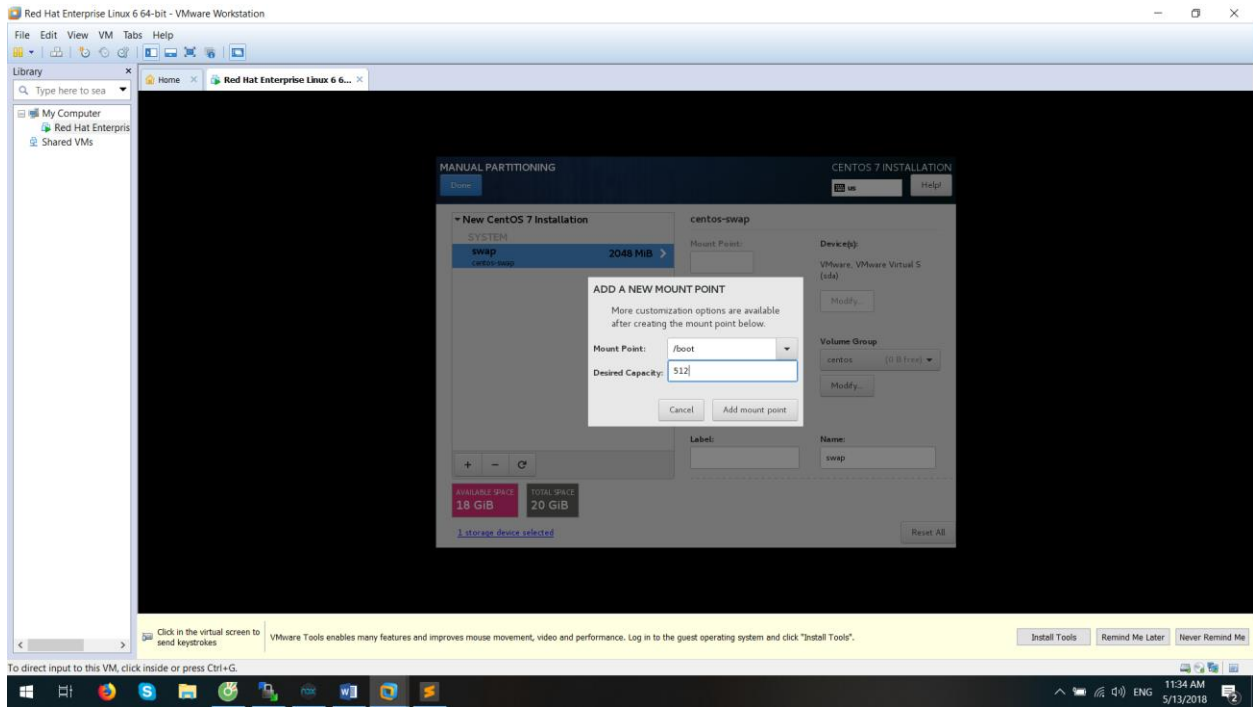 Red Hat Enterprise Linux 6 64-bit - VMware Workstation
File Edit View VM Tabs Help
Library
Type here to sea
My Computer
Red Hat Enterpris
Shared VMs
Home
Red Hat Enterprise Linux 6 6...
MANUAL PARTITIONING
Done
CENTOS 7 INSTALLATION
us
Help!
New CentOS 7 Installation
SYSTEM
swap
centos-swap
2048 MiB
centos-swap
Mount Point:
Device(s):
VMware, VMware Virtual S
(sda)
Modify...
Volume Group
centos (0 B free)
Modify...
Label:
Name:
swap
ADD A NEW MOUNT POINT
More customization options are available
after creating the mount point below.
Mount Point: /boot
Desired Capacity: 512
Cancel Add mount point
+ −
AVAILABLE SPACE
18 GiB
TOTAL SPACE
20 GiB
1 storage device selected
Reset All
Click in the virtual screen to
send keystrokes
VMware Tools enables many features and improves mouse movement, video and performance. Log in to the guest operating system and click "Install Tools".
Install Tools Remind Me Later Never Remind Me
To direct input to this VM, click inside or press Ctrl+G.
ENG
11:34 AM
5/13/2018
2